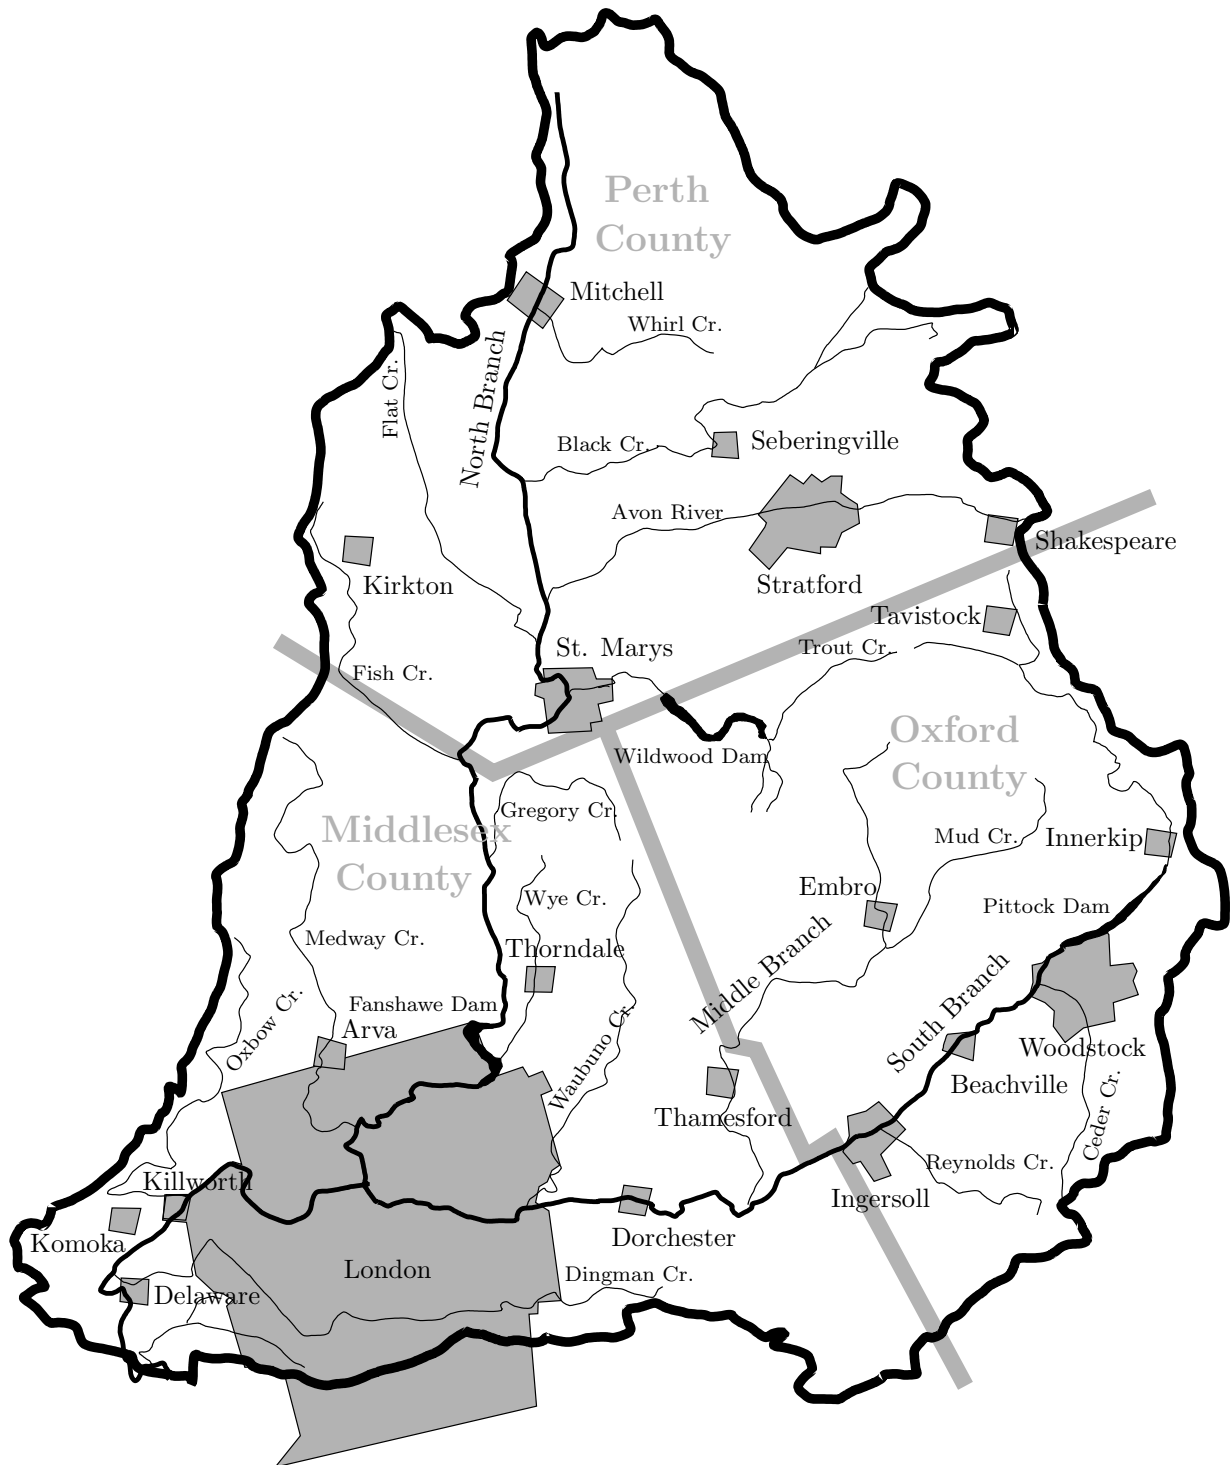 Perth
County
Mitchell
Whirl Cr.
North Branch
Flat Cr.
Black Cr.
Seberingville
Avon River
Shakespeare
Kirkton
Stratford
Tavistock
St. Marys
Trout Cr.
Fish Cr.
Oxford
County
Wildwood Dam
Gregory Cr.
Middlesex
County
Mud Cr.
Innerkip
Embro
Wye Cr.
Pittock Dam
Medway Cr.
Thorndale
Middle Branch
South Branch
Fanshawe Dam
Oxbow Cr.
Arva
Waubuno Cr.
Woodstock
Beachville
Thamesford
Ceder Cr.
Reynolds Cr.
Killworth
Ingersoll
Komoka
Dorchester
London
Dingman Cr.
Delaware